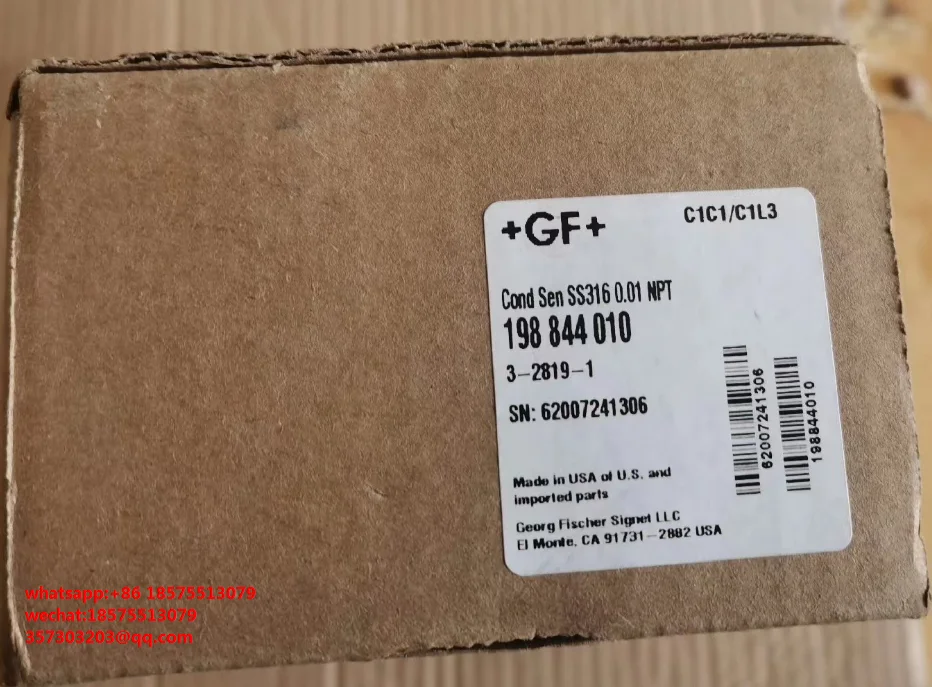 +GF+
C1C1/C1L3
Cond Sen SS316 0.01 NPT
198 844 010
3-2819-1
SN: 62007241306
62007241306
198844010
Made in USA of U.S. and
imported parts
Georg Fischer Signet LLC
El Monte, CA 91731-2882 USA
whatsapp:+86 18575513079
wechat:18575513079
357303203@qq.com